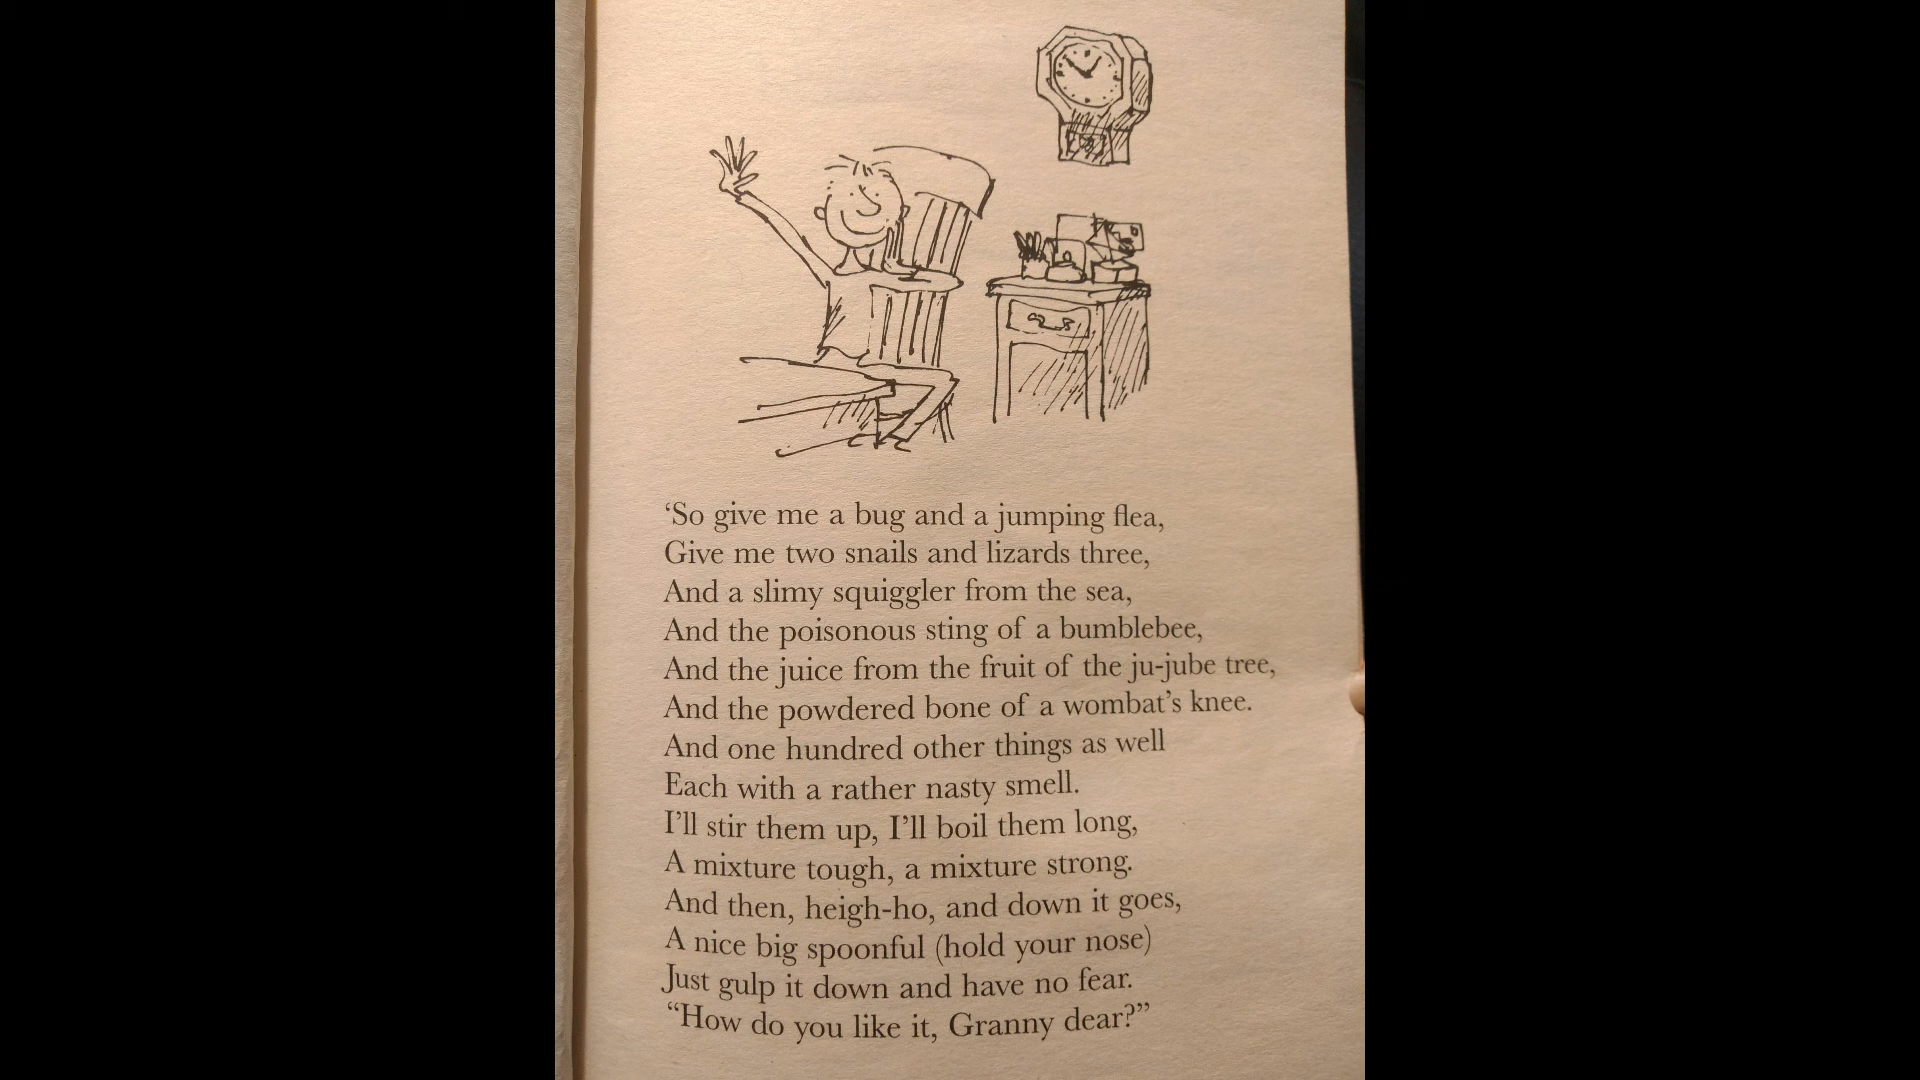 ‘So give me a bug and a jumping flea,
Give me two snails and lizards three,
And a slimy squiggler from the sea,
And the poisonous sting of a bumblebee,
And the juice from the fruit of the ju-jube tree,
And the powdered bone of a wombat’s knee.
And one hundred other things as well
Each with a rather nasty smell.
I’ll stir them up, I’ll boil them long,
A mixture tough, a mixture strong.
And then, heigh-ho, and down it goes,
A nice big spoonful (hold your nose)
Just gulp it down and have no fear.
“How do you like it, Granny dear?”